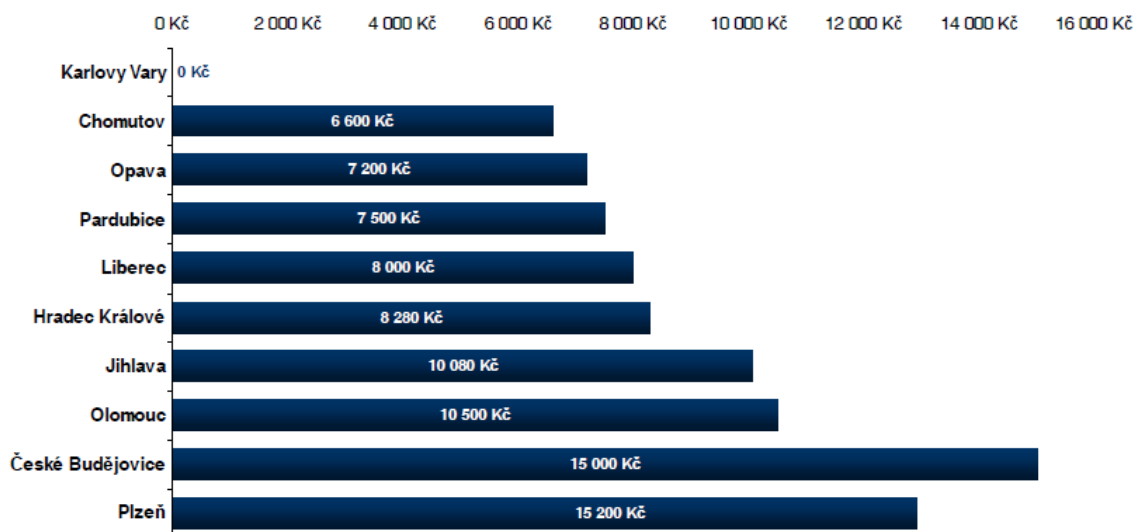 0 Kč 2 000 Kč 4 000 Kč 6 000 Kč 8 000 Kč 10 000 Kč 12 000 Kč 14 000 Kč 16 000 Kč
Karlovy Vary 0 Kč
Chomutov 6 600 Kč
Opava 7 200 Kč
Pardubice 7 500 Kč
Liberec 8 000 Kč
Hradec Králové 8 280 Kč
Jihlava 10 080 Kč
Olomouc 10 500 Kč
České Budějovice 15 000 Kč
Plzeň 15 200 Kč